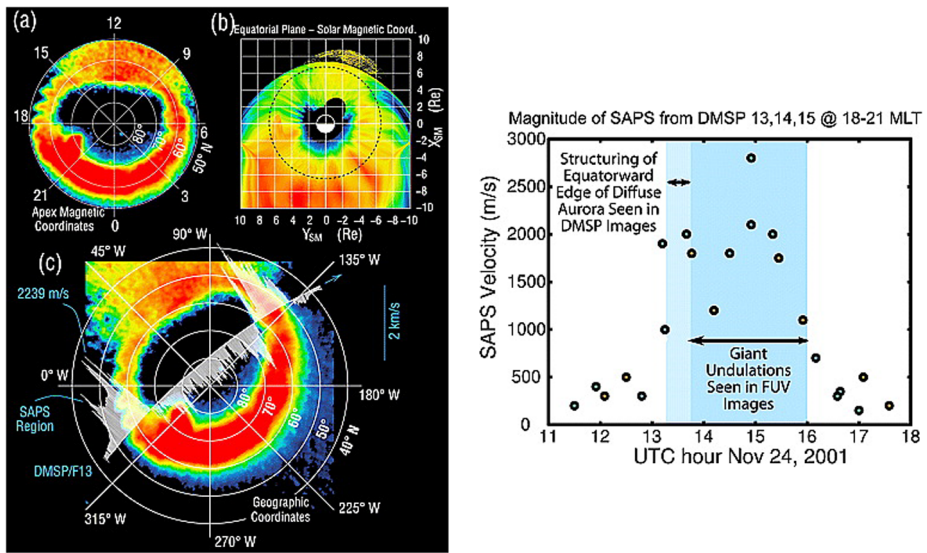 (a)
12
15
9
18
6
80°
70°
60°
50° N
21
3
0
Apex Magnetic
Coordinates
(b)
Equatorial Plane – Solar Magnetic Coord.
10
8
6
4
2
0
-2
-4
-6
-8
-10
X_SM (Re)
10 8 6 4 2 0 -2 -4 -6 -8 -10
Y_SM (Re)
(c)
90° W
45° W
135° W
2239 m/s
2 km/s
0° W
180° W
SAPS
Region
80°
70°
60°
50°
40° N
DMSP/F13
315° W
Geographic
Coordinates
225° W
270° W
Magnitude of SAPS from DMSP 13,14,15 @ 18-21 MLT
3000
2500
2000
1500
1000
500
0
SAPS Velocity (m/s)
Structuring of
Equatorward
Edge of Diffuse
Aurora Seen in
DMSP Images
Giant
Undulations
Seen in FUV
Images
11 12 13 14 15 16 17 18
UTC hour Nov 24, 2001